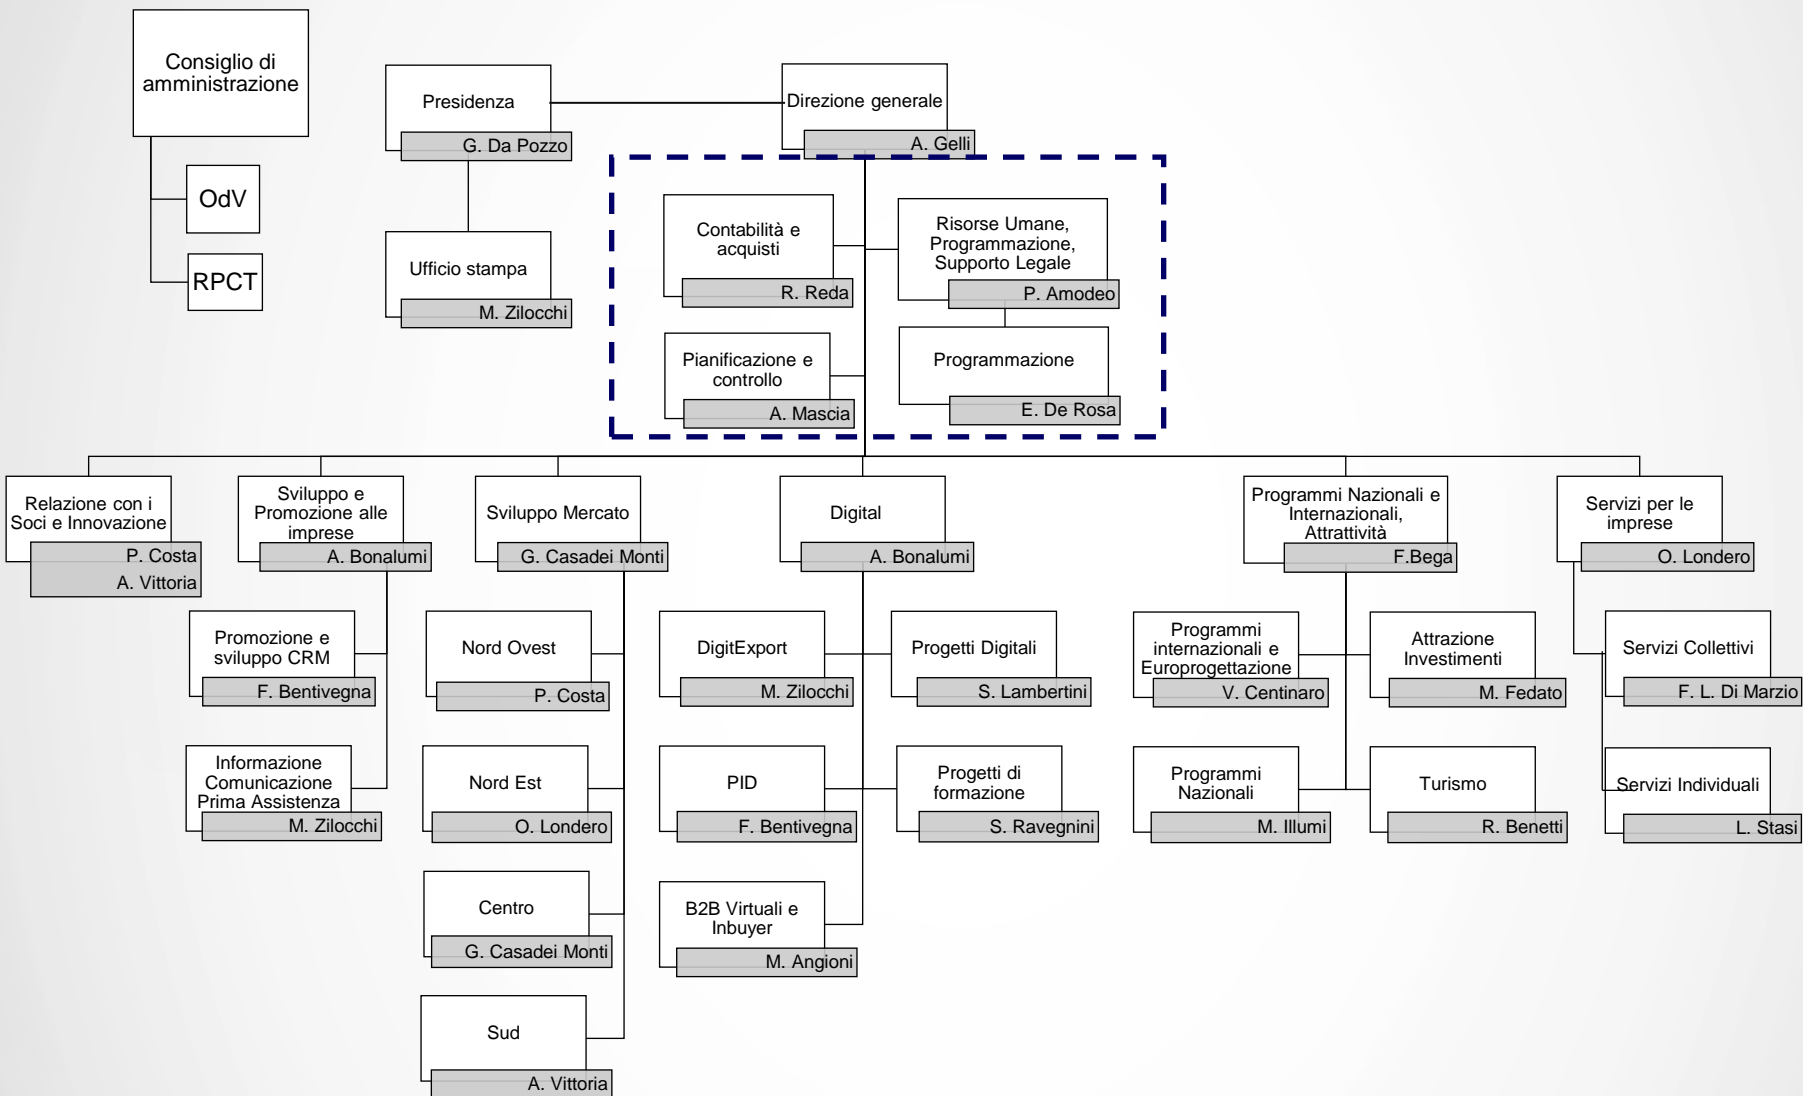 Consiglio di
amministrazione
OdV
RPCT
Presidenza
G. Da Pozzo
Ufficio stampa
M. Zilocchi
Direzione generale
A. Gelli
Contabilità e
acquisti
R. Reda
Risorse Umane,
Programmazione,
Supporto Legale
P. Amodeo
Pianificazione e
controllo
A. Mascia
Programmazione
E. De Rosa
Relazione con i
Soci e Innovazione
P. Costa
A. Vittoria
Sviluppo e
Promozione alle
imprese
A. Bonalumi
Promozione e
sviluppo CRM
F. Bentivegna
Informazione
Comunicazione
Prima Assistenza
M. Zilocchi
Sviluppo Mercato
G. Casadei Monti
Nord Ovest
P. Costa
Nord Est
O. Londero
Centro
G. Casadei Monti
Sud
A. Vittoria
Digital
A. Bonalumi
DigitExport
M. Zilocchi
Progetti Digitali
S. Lambertini
PID
F. Bentivegna
Progetti di
formazione
S. Ravegnini
B2B Virtuali e
Inbuyer
M. Angioni
Programmi Nazionali e
Internazionali,
Attrattività
F.Bega
Programmi
internazionali e
Europrogettazione
V. Centinaro
Attrazione
Investimenti
M. Fedato
Programmi
Nazionali
M. Illumi
Turismo
R. Benetti
Servizi per le
imprese
O. Londero
Servizi Collettivi
F. L. Di Marzio
Servizi Individuali
L. Stasi